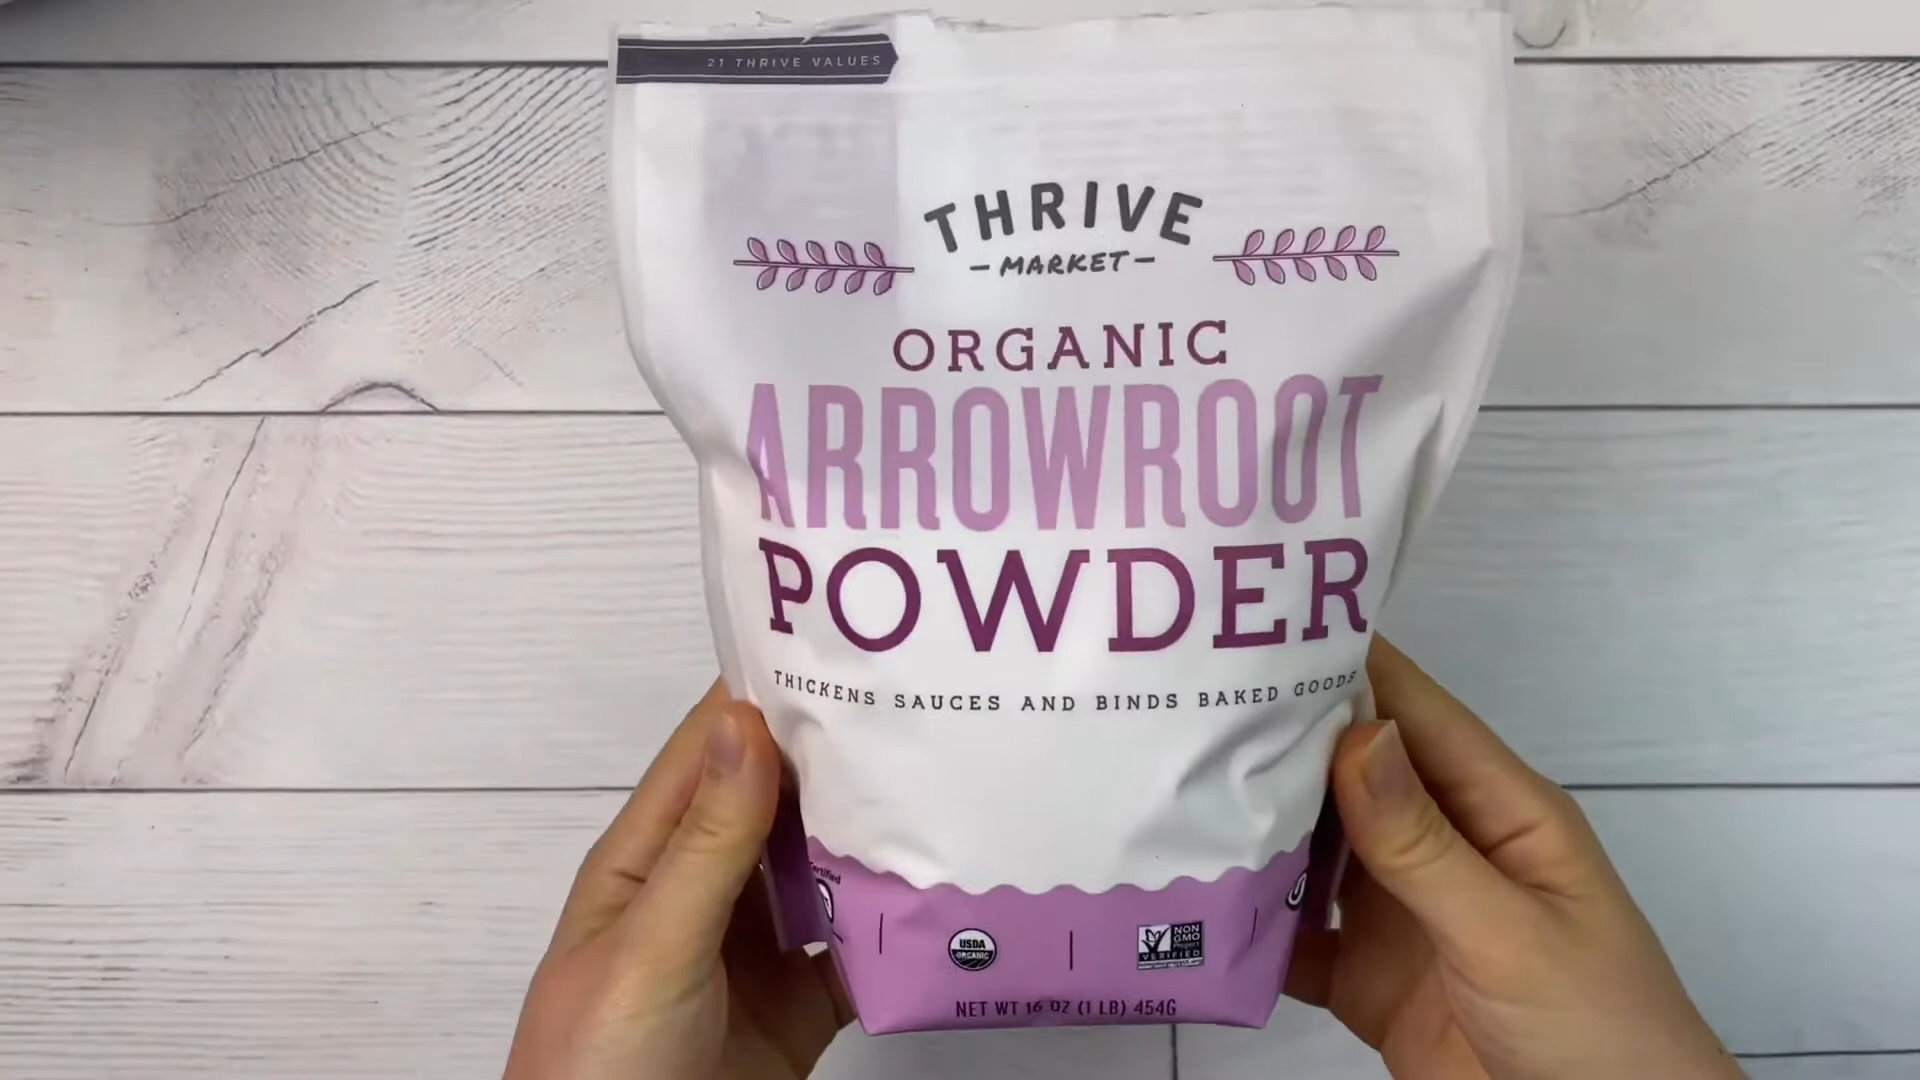 21 THRIVE VALUES
THRIVE
MARKET
ORGANIC
ARROWROOT
POWDER
THICKENS SAUCES AND BINDS BAKED GOODS
USDA
ORGANIC
NON
GMO
Project
VERIFIED
NET WT 16 OZ (1 LB) 454G